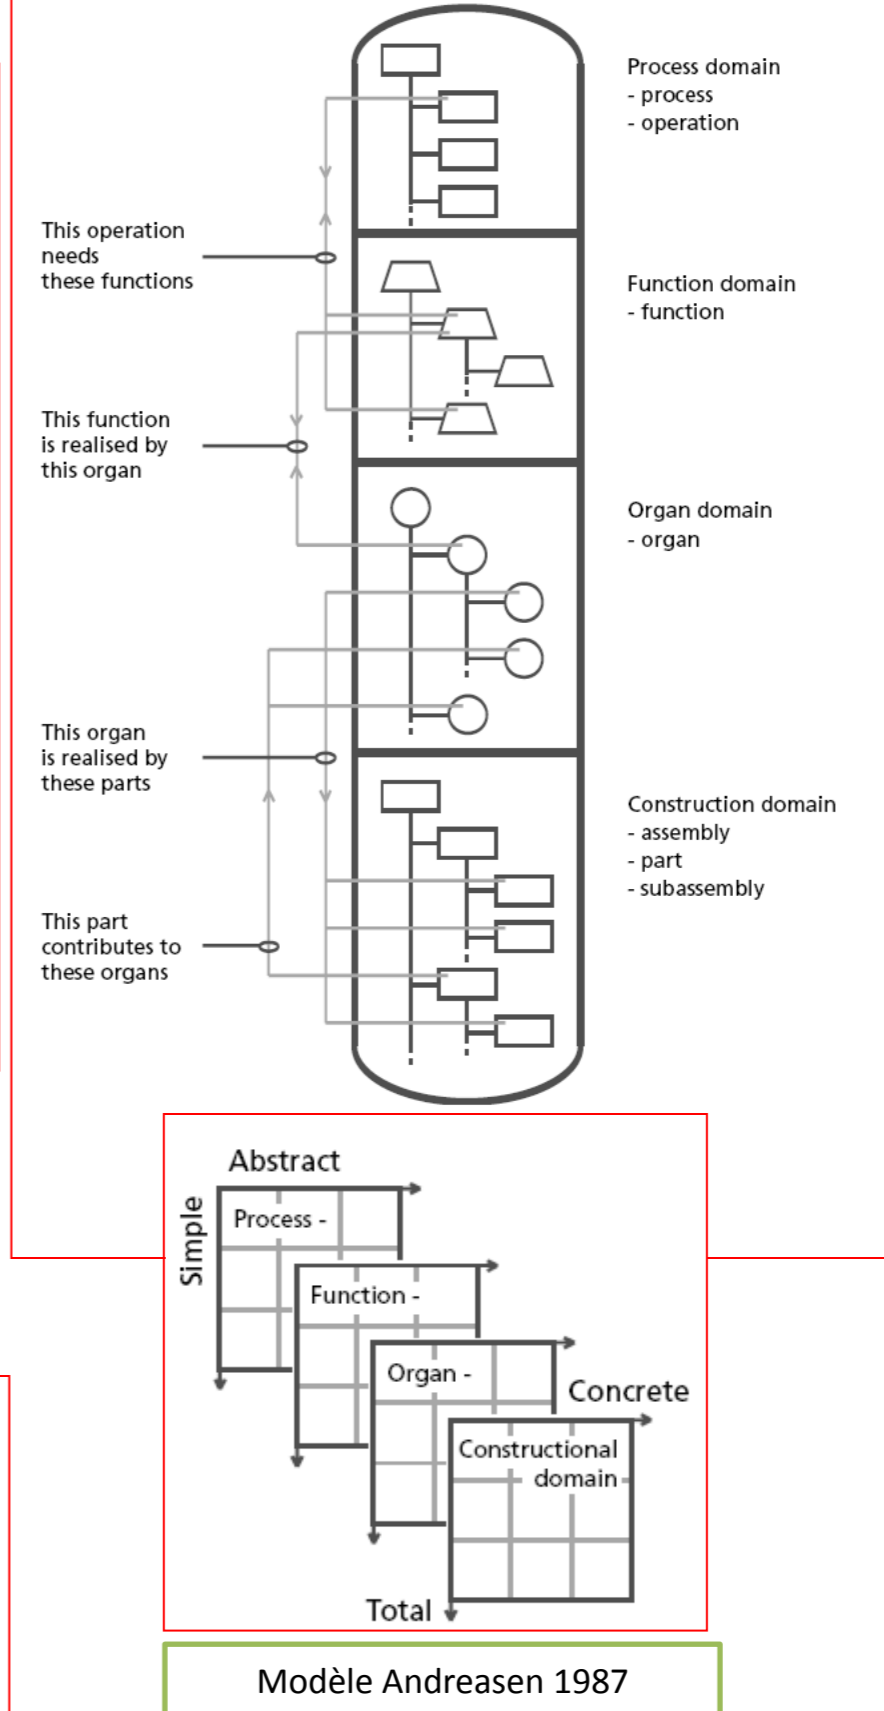 Process domain
- process
- operation
This operation
needs
these functions
Function domain
- function
This function
is realised by
this organ
Organ domain
- organ
This organ
is realised by
these parts
Construction domain
- assembly
- part
- subassembly
This part
contributes to
these organs
Abstract
Simple
Process -
Function -
Organ -
Concrete
Constructional
domain
Total
Modèle Andreasen 1987